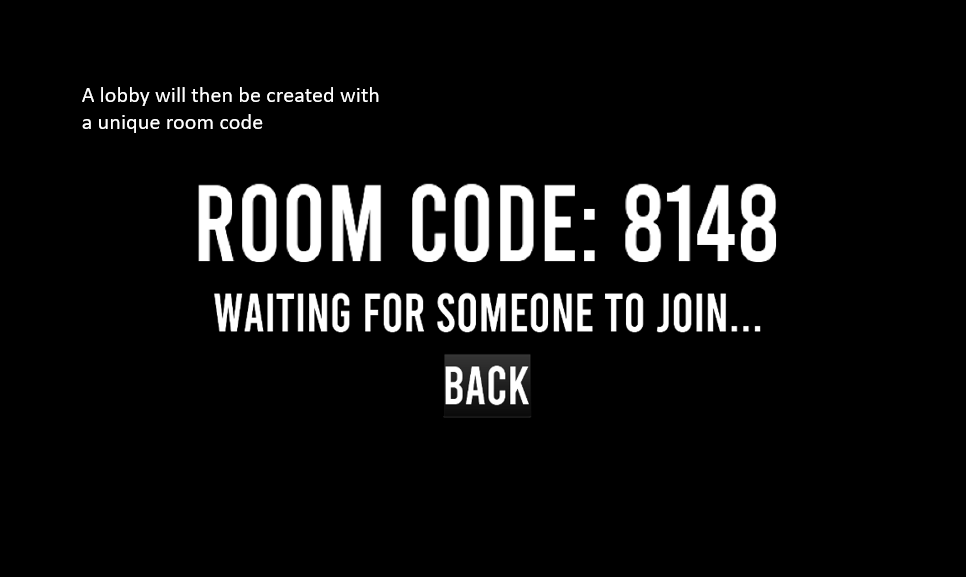 A lobby will then be created with
a unique room code
ROOM CODE: 8148
WAITING FOR SOMEONE TO JOIN...
BACK